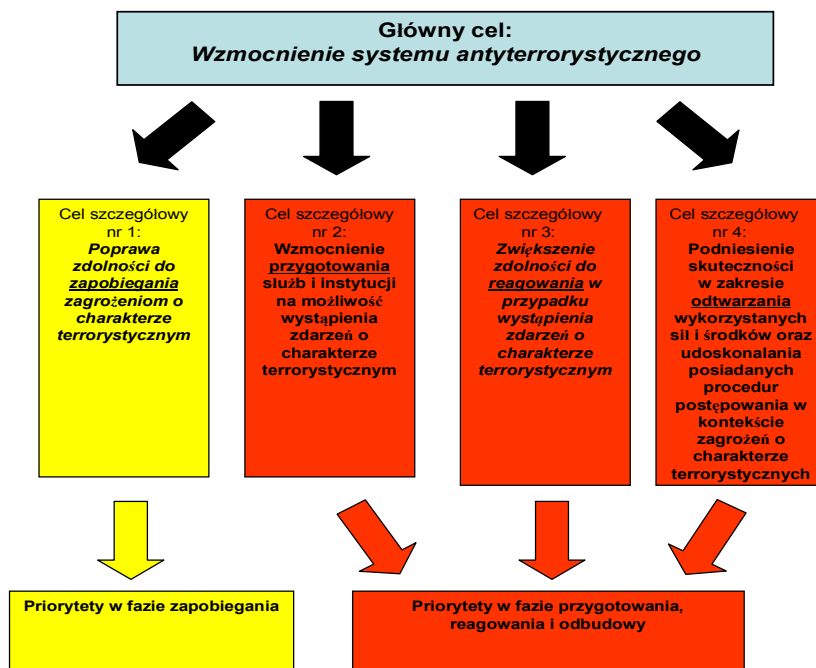 Główny cel:
Wzmocnienie systemu antyterrorystycznego
Cel szczegółowy
nr 1:
Poprawa
zdolności do
zapobiegania
zagrożeniom o
charakterze
terrorystycznym
Cel szczegółowy
nr 2:
Wzmocnienie
przygotowania
służb i instytucji
na możliwość
wystąpienia
zdarzeń o
charakterze
terrorystycznym
Cel szczegółowy
nr 3:
Zwiększenie
zdolności do
reagowania w
przypadku
wystąpienia
zdarzeń o
charakterze
terrorystycznym
Cel szczegółowy
nr 4:
Podniesienie
skuteczności
w zakresie
odtwarzania
wykorzystanych
sił i środków oraz
udoskonalania
posiadanych
procedur
postępowania w
kontekście
zagrożeń o
charakterze
terrorystycznych
Priorytety w fazie zapobiegania
Priorytety w fazie przygotowania,
reagowania i odbudowy